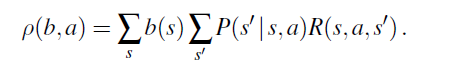 ρ(b,a) = ∑_s b(s) ∑_{s′} P(s′|s,a)R(s,a,s′).